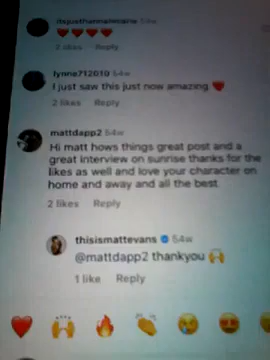 54w
2 likes Reply
lynne712010 54w
I just saw this just now amazing ❤️
2 likes Reply
mattdapp2 54w
Hi matt hows things great post and a
great interview on sunrise thanks for the
likes as well and love your character on
home and away and all the best
2 likes Reply
thisismattevans 54w
@mattdapp2 thankyou 🙌
1 like Reply